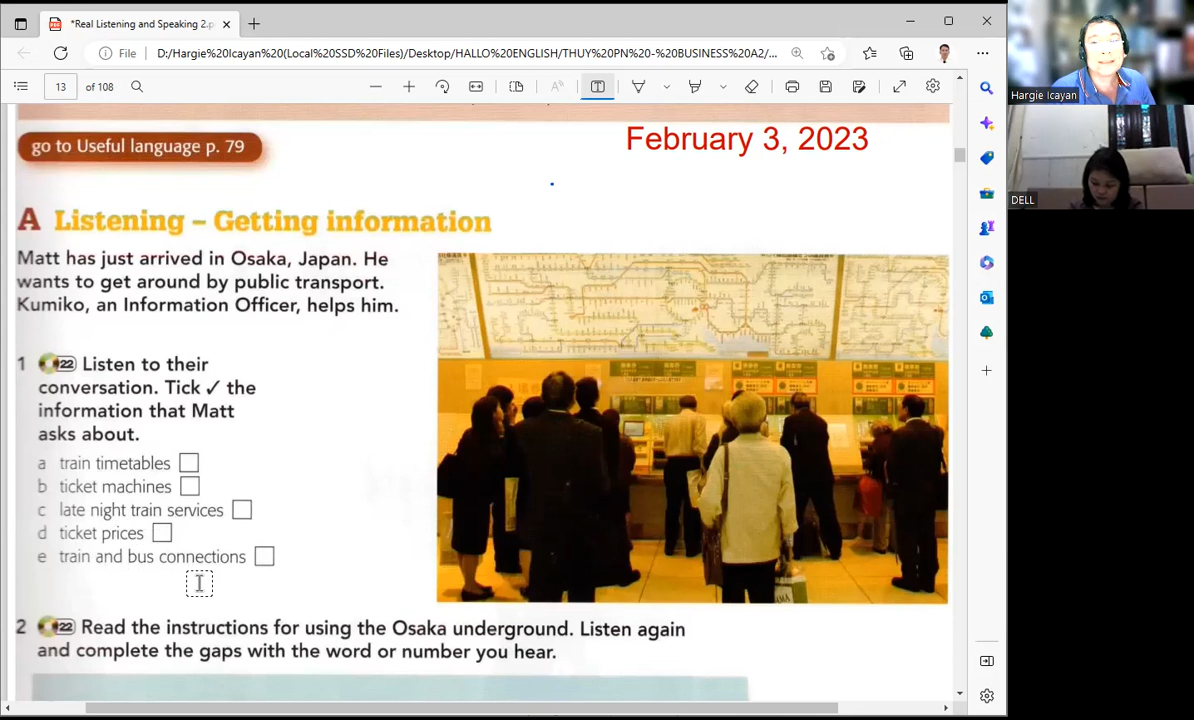 *Real Listening and Speaking 2.p
File
D:/Hargie%20Icayan%20(Local%20SSD%20Files)/Desktop/HALLO%20ENGLISH/THUY%20PN%20-%20BUSINESS%20A2/...
13 of 108
Hargie Icayan
DELL
go to Useful language p. 79
February 3, 2023
A Listening – Getting information
Matt has just arrived in Osaka, Japan. He
wants to get around by public transport.
Kumiko, an Information Officer, helps him.
1 22 Listen to their
conversation. Tick ✓ the
information that Matt
asks about.
a train timetables
b ticket machines
c late night train services
d ticket prices
e train and bus connections
2 22 Read the instructions for using the Osaka underground. Listen again
and complete the gaps with the word or number you hear.